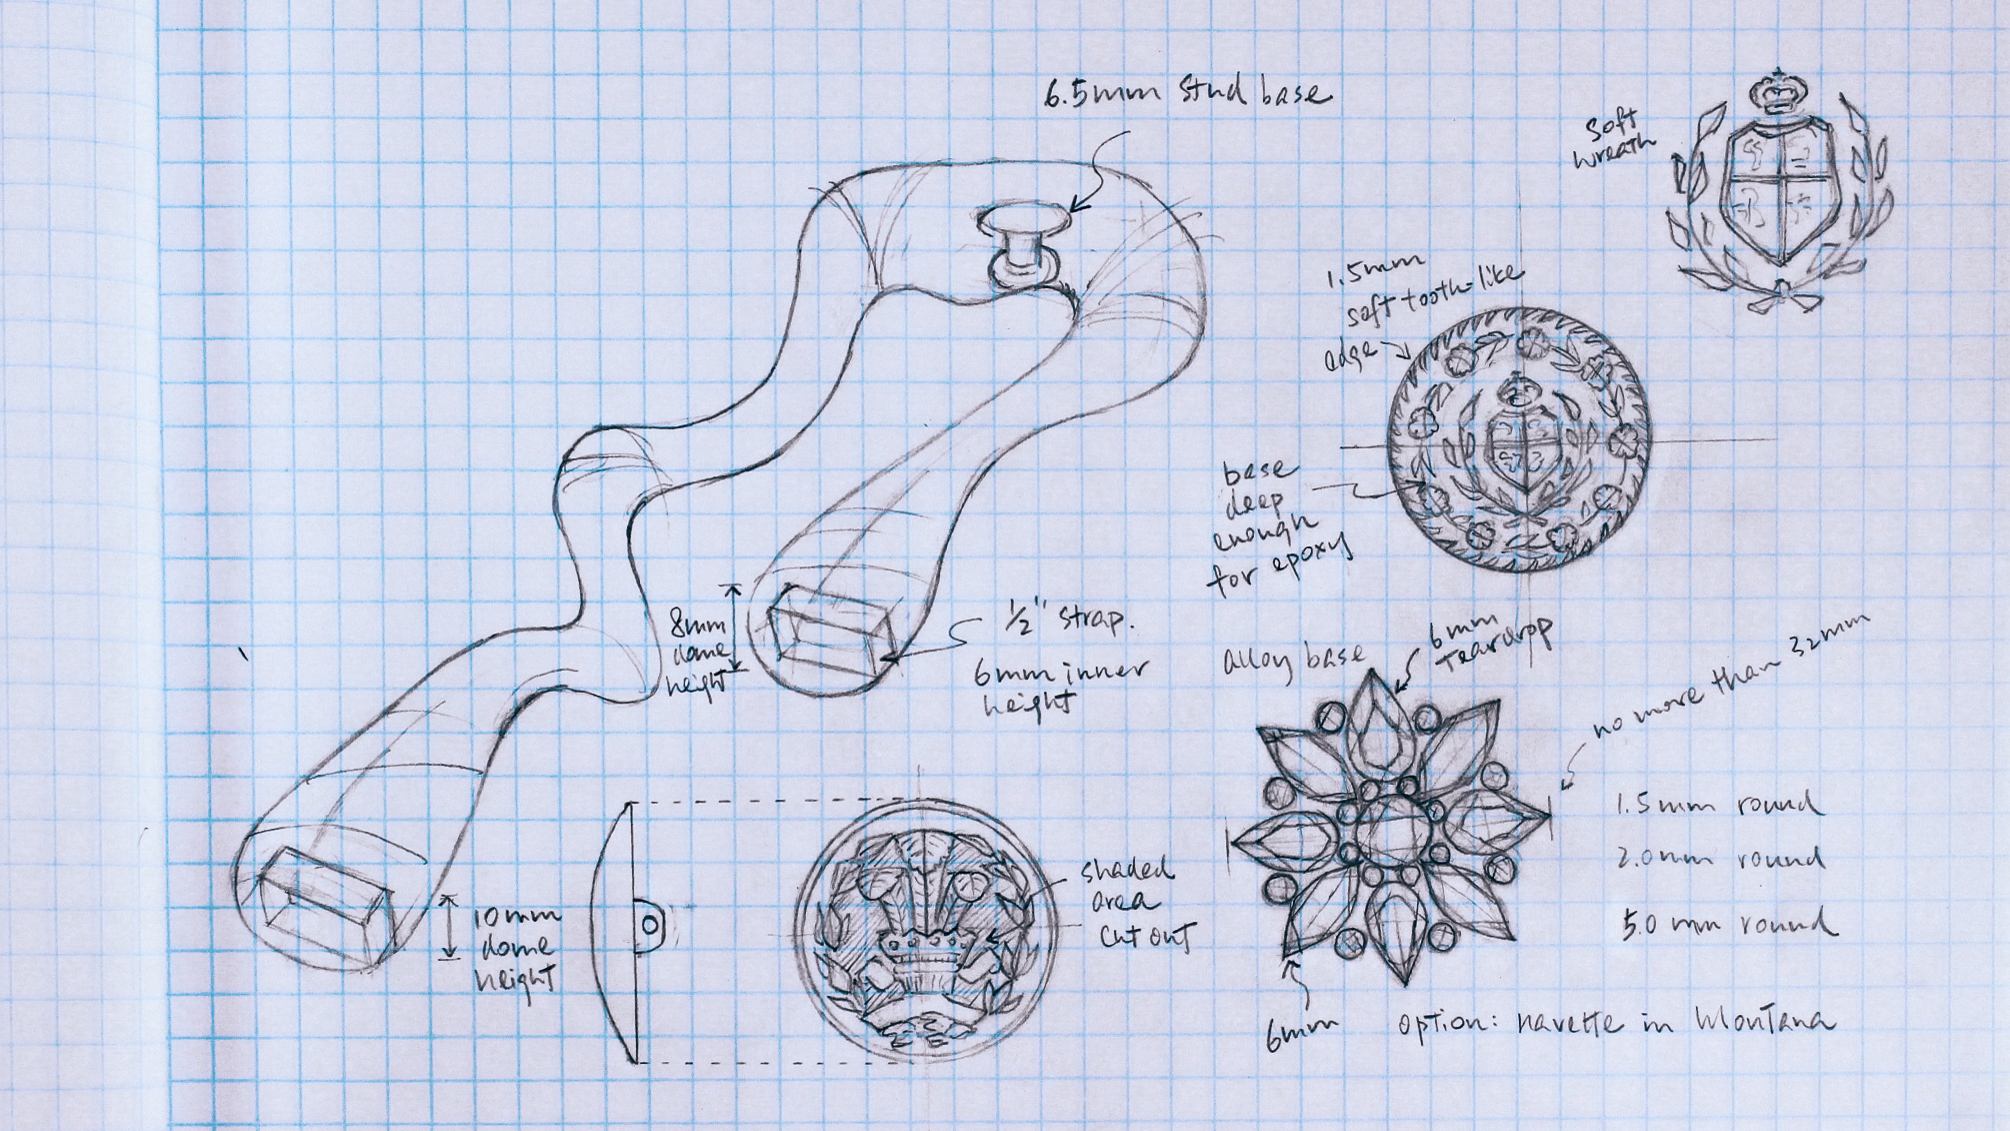 6.5mm stud base
soft
wreath
1.5mm
soft tooth-like
edge
base
deep
enough
for epoxy
8mm
dome
height
1/2" strap.
6mm inner
height
alloy base
6mm
Teardrop
no more than 32mm
1.5mm round
2.0mm round
5.0 mm round
10mm
dome
height
shaded
area
cut out
6mm
option: navette in Montana